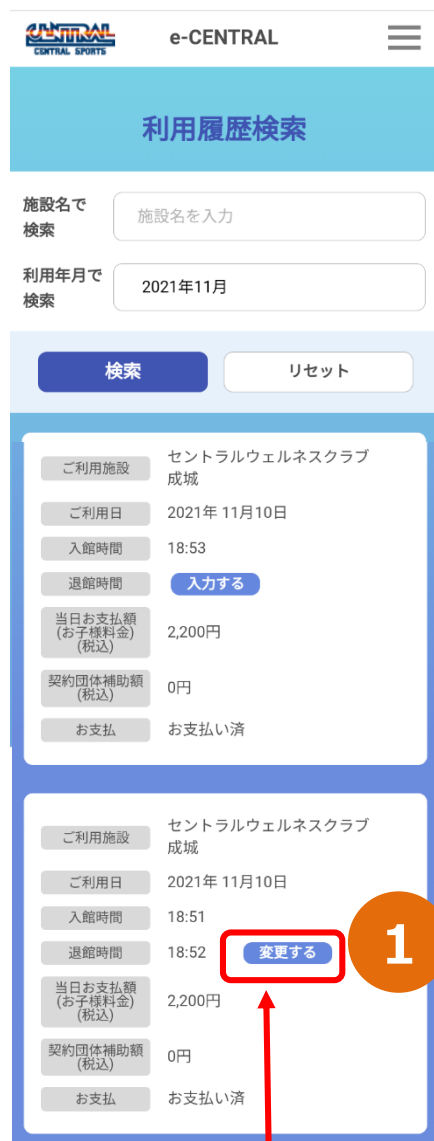 CENTRAL
CENTRAL SPORTS
e-CENTRAL
利用履歴検索
施設名で
検索
施設名を入力
利用年月で
検索
2021年11月
検索
リセット
ご利用施設
セントラルウェルネスクラブ
成城
ご利用日
2021年 11月10日
入館時間
18:53
退館時間
入力する
当日お支払額
(お子様料金)
(税込)
2,200円
契約団体補助額
(税込)
0円
お支払
お支払い済
ご利用施設
セントラルウェルネスクラブ
成城
ご利用日
2021年 11月10日
入館時間
18:51
退館時間
18:52
変更する
1
当日お支払額
(お子様料金)
(税込)
2,200円
契約団体補助額
(税込)
0円
お支払
お支払い済